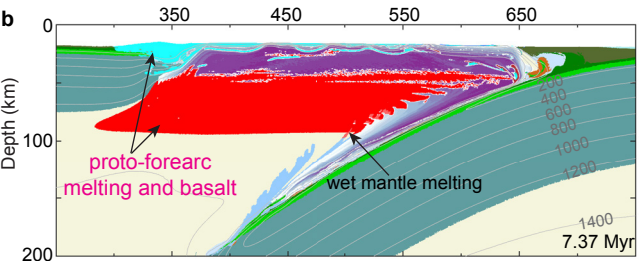 b
350 450 550 650
0
100
200
Depth (km)
200
400
600
800
1000
1200
1400
proto-forearc
melting and basalt
wet mantle melting
7.37 Myr